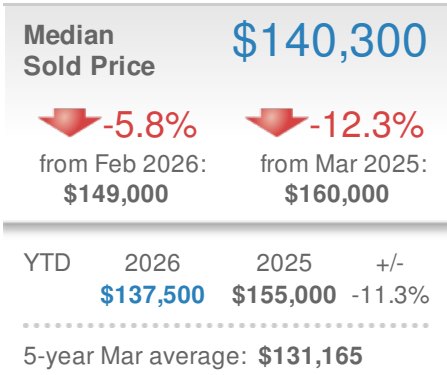 Median $140,300
Sold Price
-5.8% -12.3%
from Feb 2026: from Mar 2025:
$149,000 $160,000
YTD 2026 2025 +/-
$137,500 $155,000 -11.3%
5-year Mar average: $131,165